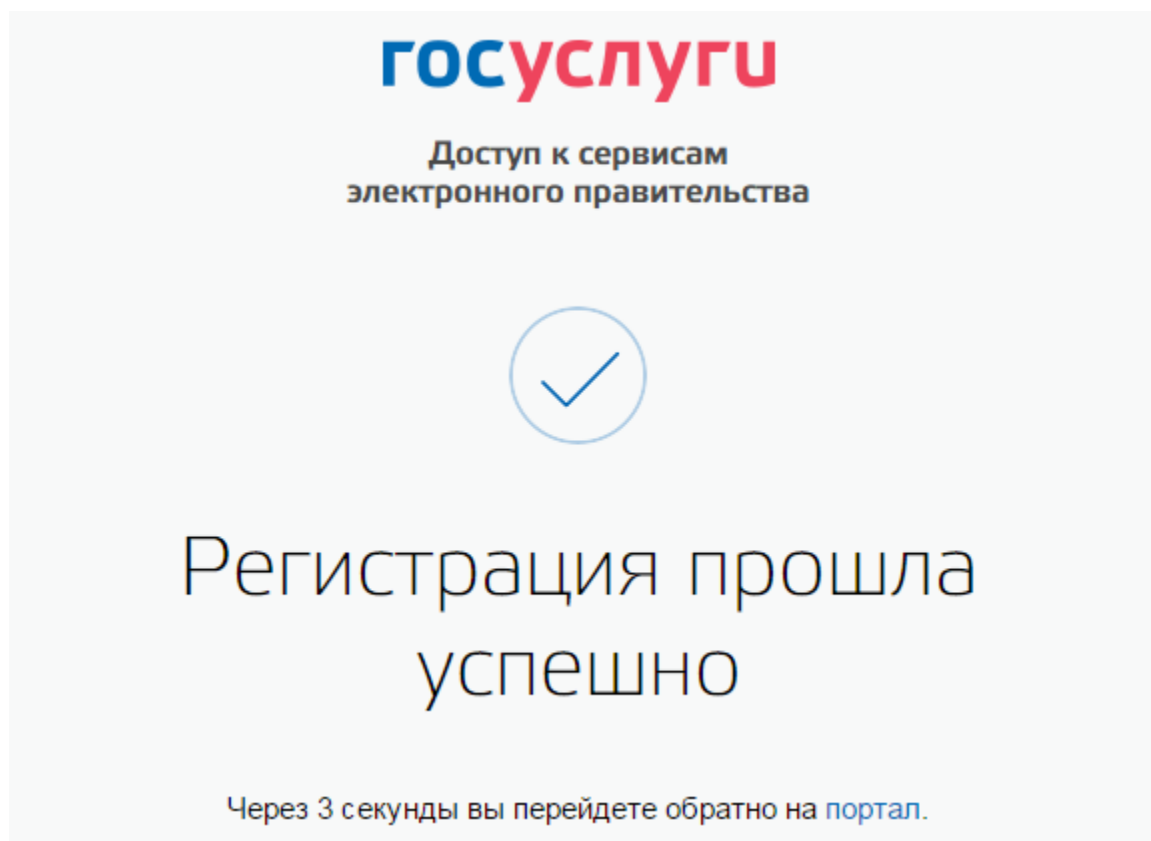 госуслуги
Доступ к сервисам
электронного правительства
Регистрация прошла
успешно
Через 3 секунды вы перейдете обратно на портал.